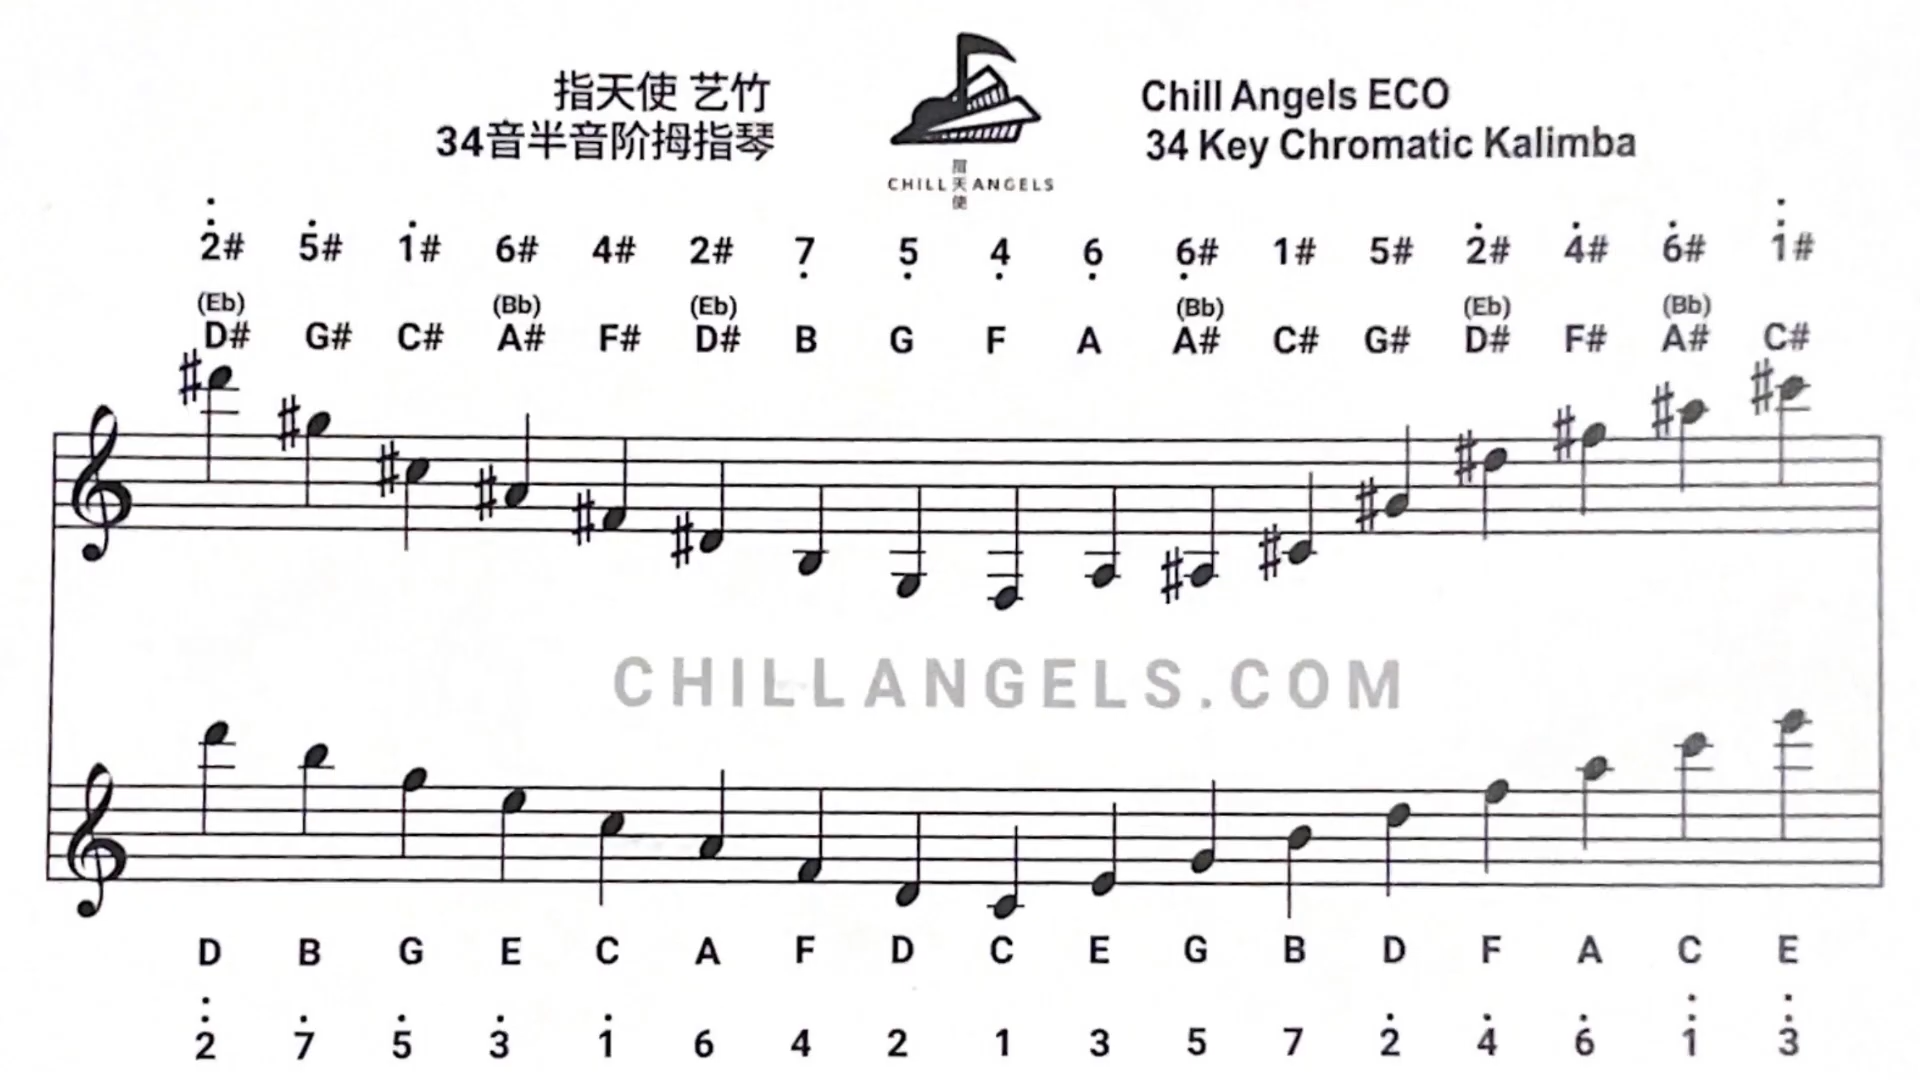 指天使 艺竹
34音半音阶拇指琴
CHILL 指天使 ANGELS
Chill Angels ECO
34 Key Chromatic Kalimba
2# 5# 1# 6# 4# 2# 7 5 4 6 6# 1# 5# 2# 4# 6# 1#
(Eb) (Bb) (Eb) (Bb) (Eb) (Bb)
D# G# C# A# F# D# B G F A A# C# G# D# F# A# C#
CHILLANGELS.COM
D B G E C A F D C E G B D F A C E
2 7 5 3 1 6 4 2 1 3 5 7 2 4 6 1 3